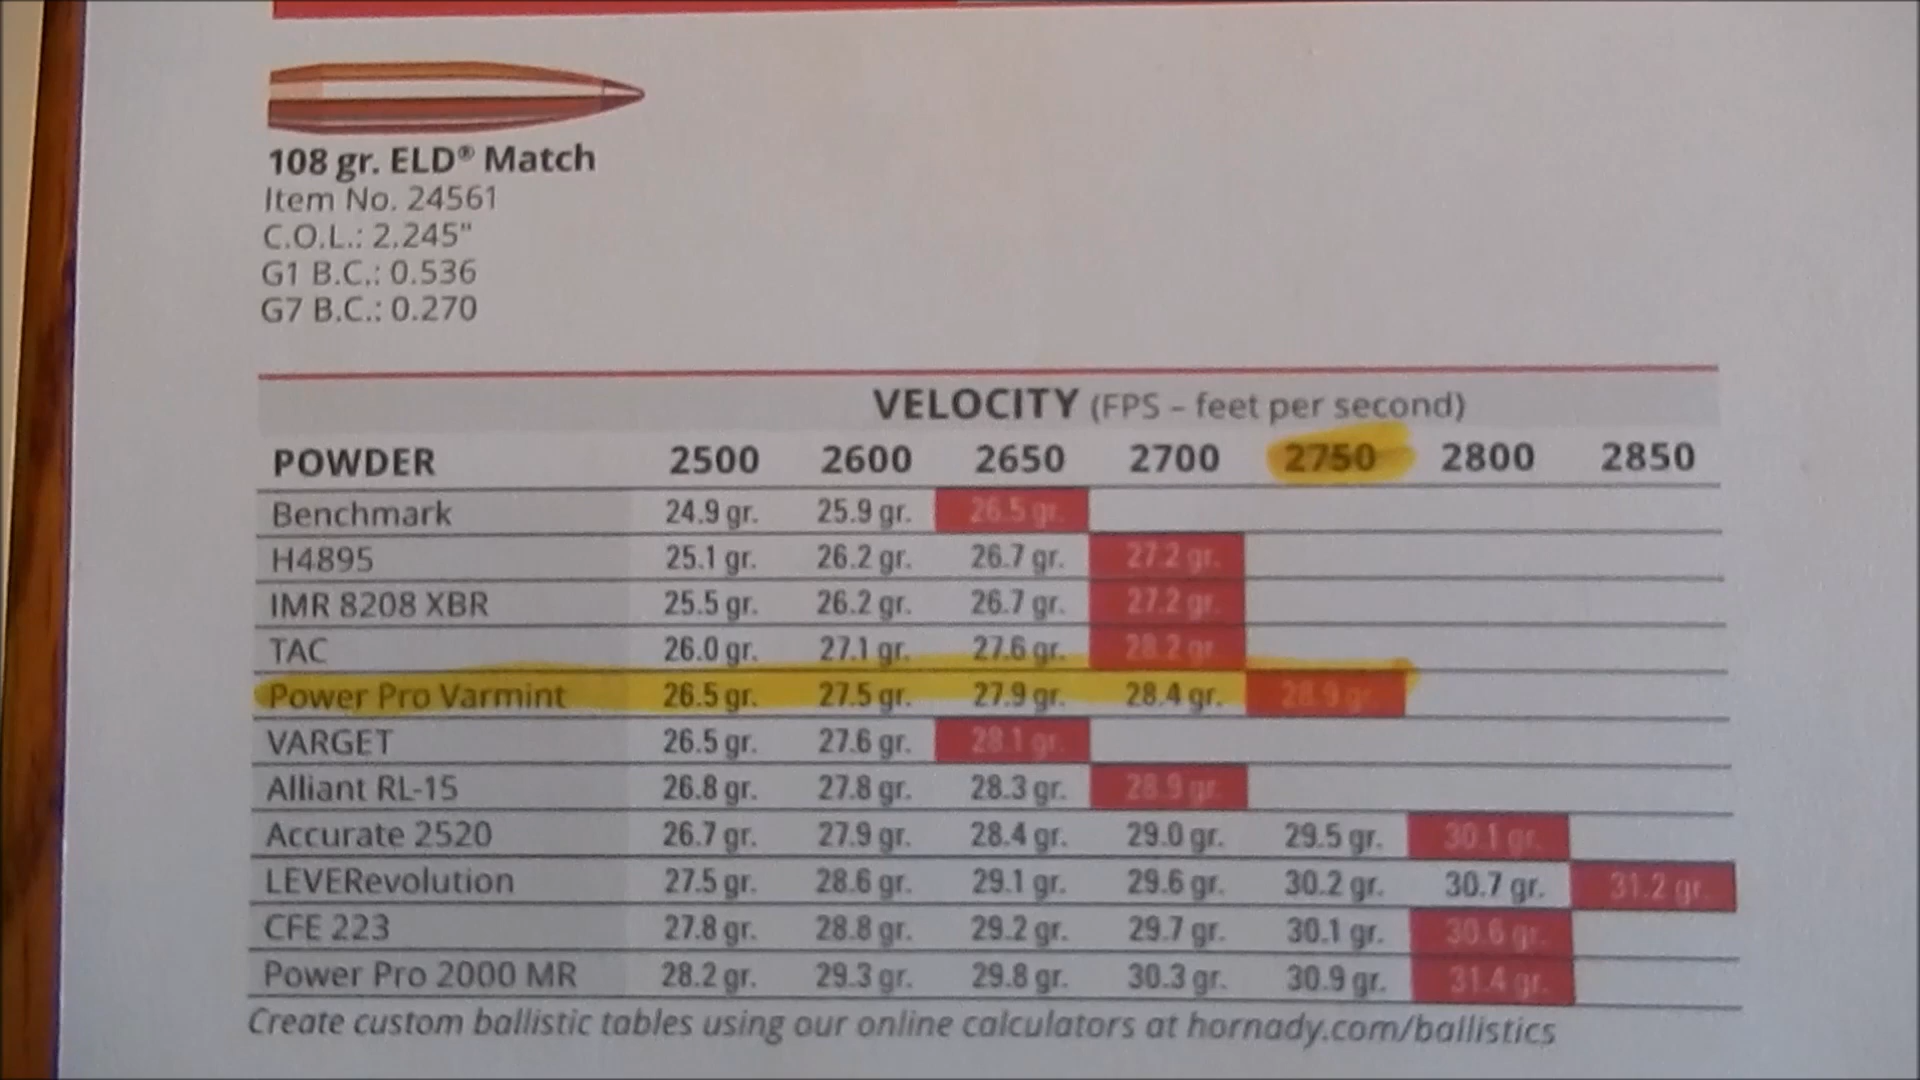 108 gr. ELD® Match
Item No. 24561
C.O.L.: 2.245"
G1 B.C.: 0.536
G7 B.C.: 0.270
VELOCITY (FPS – feet per second)
POWDER 2500 2600 2650 2700 2750 2800 2850
Benchmark 24.9 gr. 25.9 gr. 26.5 gr.
H4895 25.1 gr. 26.2 gr. 26.7 gr. 27.2 gr.
IMR 8208 XBR 25.5 gr. 26.2 gr. 26.7 gr. 27.2 gr.
TAC 26.0 gr. 27.1 gr. 27.6 gr. 28.2 gr.
Power Pro Varmint 26.5 gr. 27.5 gr. 27.9 gr. 28.4 gr. 28.9 gr.
VARGET 26.5 gr. 27.6 gr. 28.1 gr.
Alliant RL-15 26.8 gr. 27.8 gr. 28.3 gr. 28.9 gr.
Accurate 2520 26.7 gr. 27.9 gr. 28.4 gr. 29.0 gr. 29.5 gr. 30.1 gr.
LEVERevolution 27.5 gr. 28.6 gr. 29.1 gr. 29.6 gr. 30.2 gr. 30.7 gr. 31.2 gr.
CFE 223 27.8 gr. 28.8 gr. 29.2 gr. 29.7 gr. 30.1 gr. 30.6 gr.
Power Pro 2000 MR 28.2 gr. 29.3 gr. 29.8 gr. 30.3 gr. 30.9 gr. 31.4 gr.
Create custom ballistic tables using our online calculators at hornady.com/ballistics